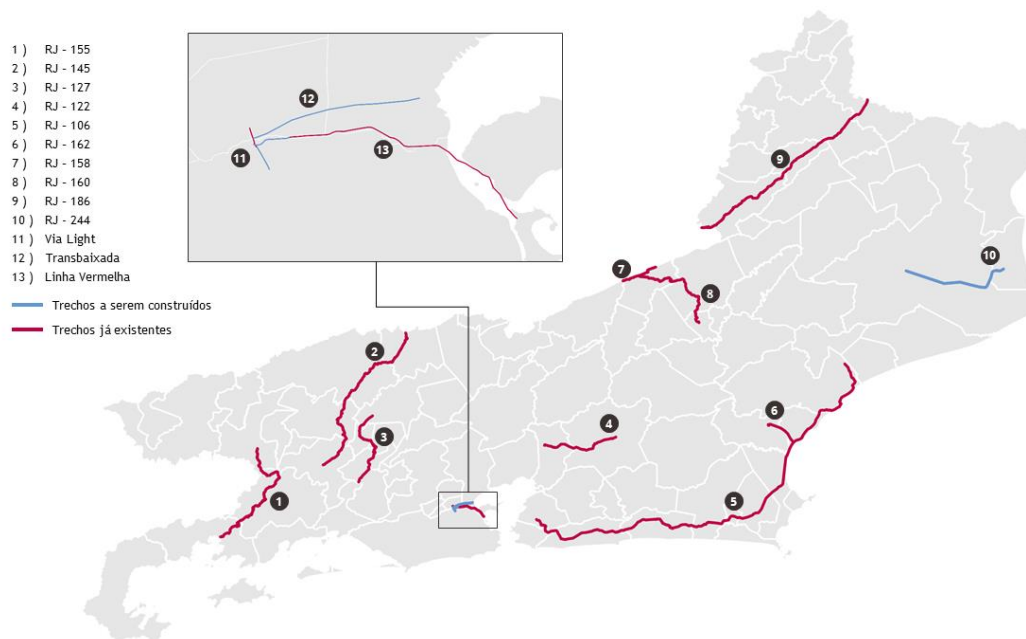 1 ) RJ - 155
2 ) RJ - 145
3 ) RJ - 127
4 ) RJ - 122
5 ) RJ - 106
6 ) RJ - 162
7 ) RJ - 158
8 ) RJ - 160
9 ) RJ - 186
10 ) RJ - 244
11 ) Via Light
12 ) Transbaixada
13 ) Linha Vermelha
Trechos a serem construídos
Trechos já existentes
12
11
13
9
10
7
8
2
3
4
6
1
5